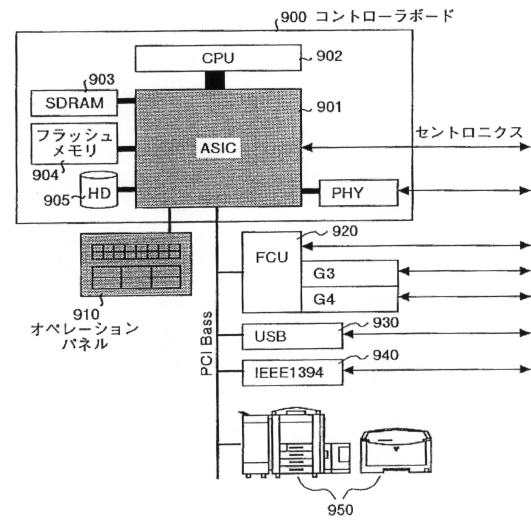 900 コントローラボード
CPU
902
903
SDRAM
901
フラッシュ
メモリ
ASIC
セントロニクス
904
905
HD
PHY
920
FCU
G3
G4
910
オペレーション
パネル
930
USB
940
IEEE1394
PCI Bass
950